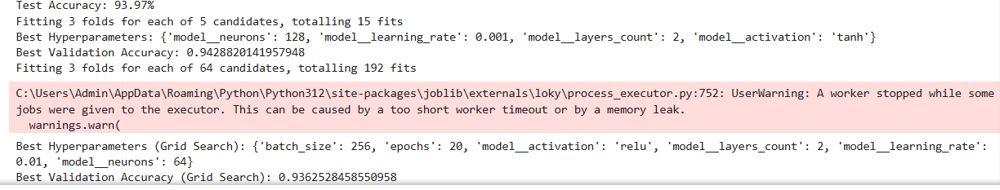 Test Accuracy: 93.97%
Fitting 3 folds for each of 5 candidates, totalling 15 fits
Best Hyperparameters: {'model__neurons': 128, 'model__learning_rate': 0.001, 'model__layers_count': 2, 'model__activation': 'tanh'}
Best Validation Accuracy: 0.9428820141957948
Fitting 3 folds for each of 64 candidates, totalling 192 fits
C:\Users\Admin\AppData\Roaming\Python\Python312\site-packages\joblib\externals\loky\process_executor.py:752: UserWarning: A worker stopped while some
jobs were given to the executor. This can be caused by a too short worker timeout or by a memory leak.
  warnings.warn(
Best Hyperparameters (Grid Search): {'batch_size': 256, 'epochs': 20, 'model__activation': 'relu', 'model__layers_count': 2, 'model__learning_rate':
0.01, 'model__neurons': 64}
Best Validation Accuracy (Grid Search): 0.9362528458550958